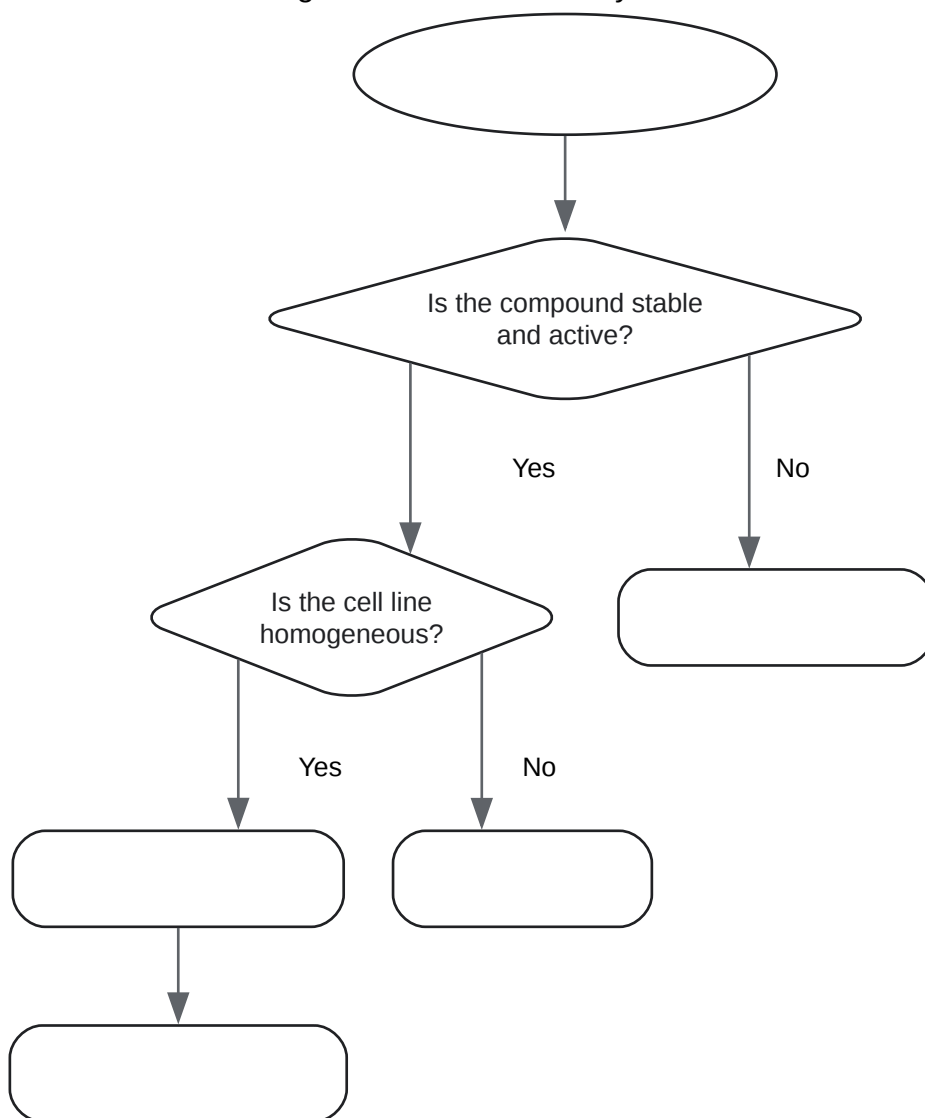 Is the compound stable
and active?
Yes
No
Is the cell line
homogeneous?
Yes
No